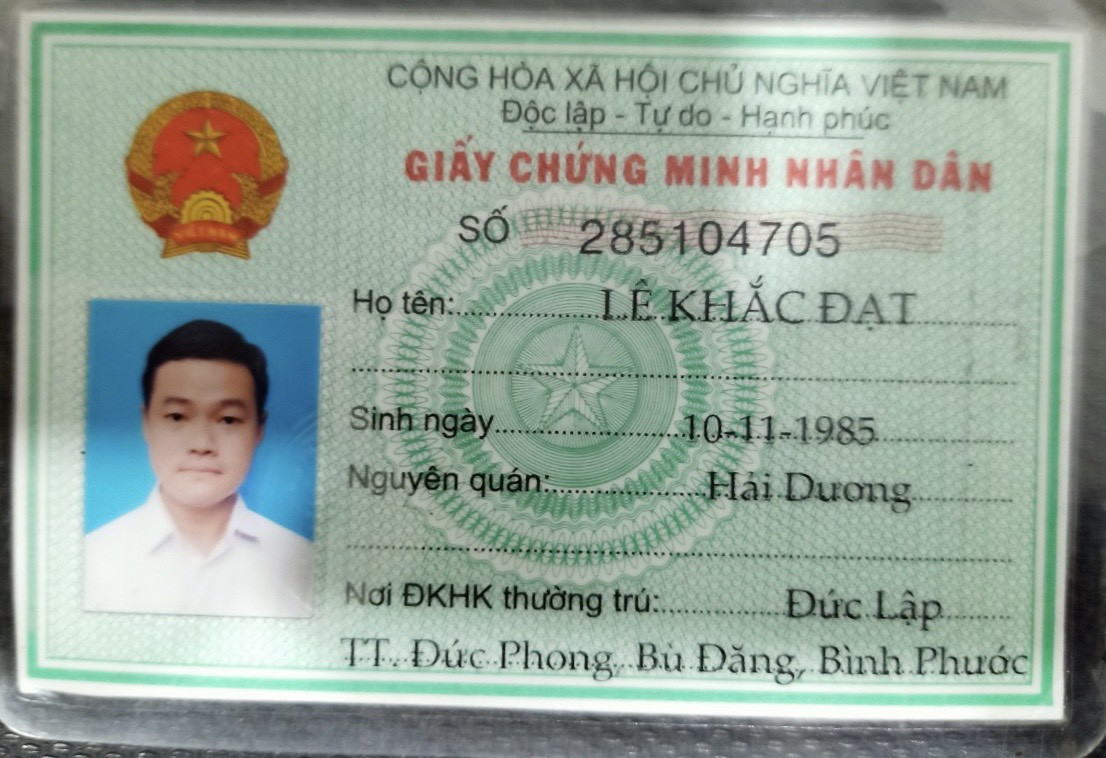 CỘNG HÒA XÃ HỘI CHỦ NGHĨA VIỆT NAM
Độc lập - Tự do - Hạnh phúc
GIẤY CHỨNG MINH NHÂN DÂN
SỐ 285104705
Họ tên: LÊ KHẮC ĐẠT
Sinh ngày 10-11-1985
Nguyên quán: Hải Dương
Nơi ĐKHK thường trú: Đức Lập
TT. Đức Phong, Bù Đăng, Bình Phước